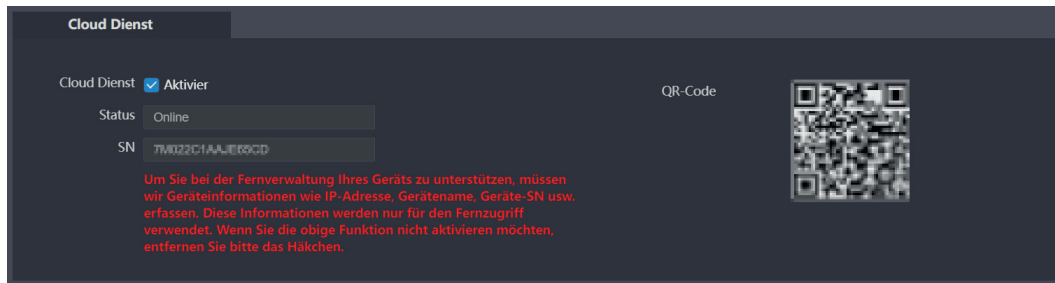 Cloud Dienst
Cloud Dienst Aktivier
QR-Code
Status Online
SN
Um Sie bei der Fernverwaltung Ihres Geräts zu unterstützen, müssen
wir Geräteinformationen wie IP-Adresse, Gerätename, Geräte-SN usw.
erfassen. Diese Informationen werden nur für den Fernzugriff
verwendet. Wenn Sie die obige Funktion nicht aktivieren möchten,
entfernen Sie bitte das Häkchen.